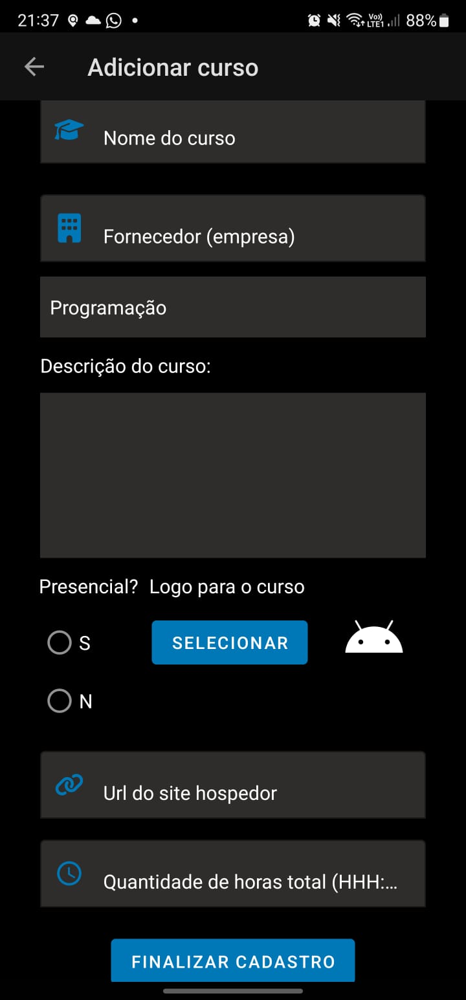 21:37
Vo)) LTE1 88%
Adicionar curso
Nome do curso
Fornecedor (empresa)
Programação
Descrição do curso:
Presencial? Logo para o curso
S
SELECIONAR
N
Url do site hospedor
Quantidade de horas total (HHH:...
FINALIZAR CADASTRO